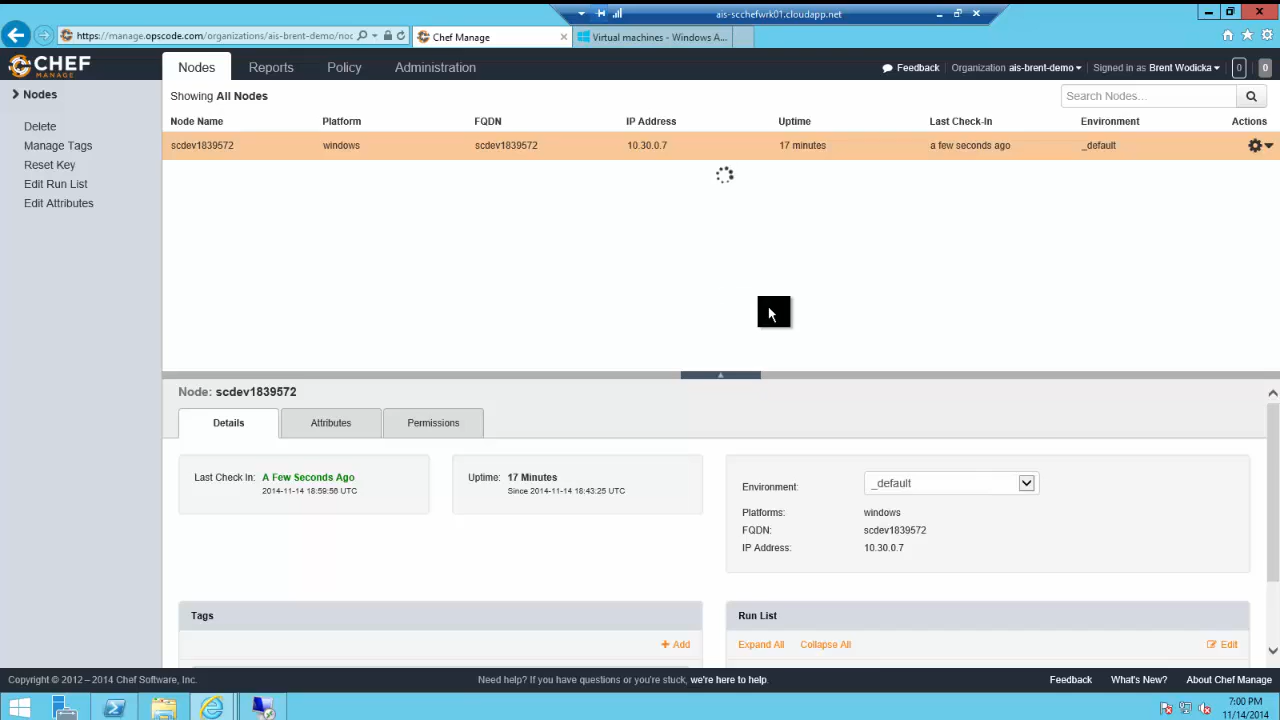 ais-scchefwrk01.cloudapp.net
https://manage.opscode.com/organizations/ais-brent-demo/noc
Chef Manage
Virtual machines - Windows A...
CHEF
MANAGE
Nodes
Reports
Policy
Administration
Feedback
Organization ais-brent-demo
Signed in as Brent Wodicka
0
0
Nodes
Delete
Manage Tags
Reset Key
Edit Run List
Edit Attributes
Showing All Nodes
Search Nodes...
Node Name Platform FQDN IP Address Uptime Last Check-In Environment Actions
scdev1839572 windows scdev1839572 10.30.0.7 17 minutes a few seconds ago _default
Node: scdev1839572
Details
Attributes
Permissions
Last Check In: A Few Seconds Ago
2014-11-14 18:59:56 UTC
Uptime: 17 Minutes
Since 2014-11-14 18:43:25 UTC
Environment: _default
Platforms: windows
FQDN: scdev1839572
IP Address: 10.30.0.7
Tags
+ Add
Run List
Expand All
Collapse All
Edit
Copyright © 2012 – 2014 Chef Software, Inc.
Need help? If you have questions or you're stuck, we're here to help.
Feedback
What's New?
About Chef Manage
7:00 PM
11/14/2014